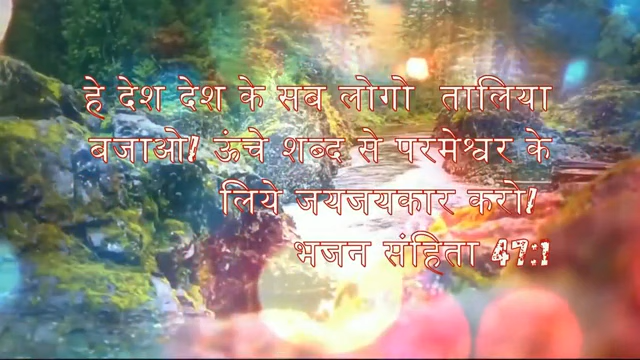 हे देश देश के सब लोगो तालिया
बजाओ! ऊंचे शब्द से परमेश्वर के
लिये जयजयकार करो!
भजन संहिता 47:1